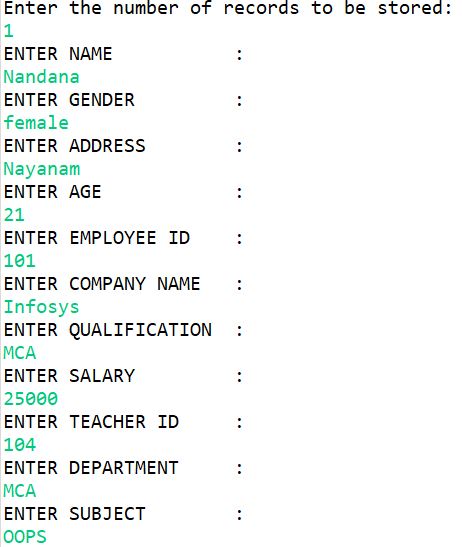 Enter the number of records to be stored:
1
ENTER NAME :
Nandana
ENTER GENDER :
female
ENTER ADDRESS :
Nayanam
ENTER AGE :
21
ENTER EMPLOYEE ID :
101
ENTER COMPANY NAME :
Infosys
ENTER QUALIFICATION :
MCA
ENTER SALARY :
25000
ENTER TEACHER ID :
104
ENTER DEPARTMENT :
MCA
ENTER SUBJECT :
OOPS